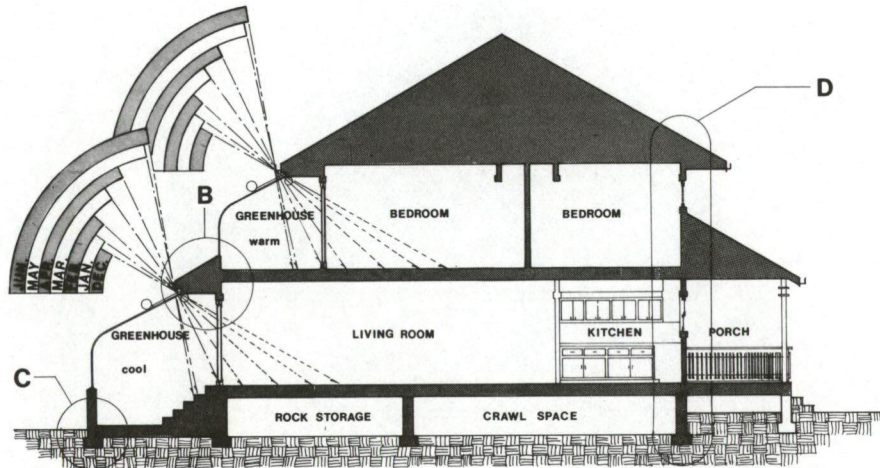 D
B
GREENHOUSE
warm
BEDROOM
BEDROOM
JUN. MAY APR. MAR. FEB. JAN. DEC.
GREENHOUSE
cool
LIVING ROOM
KITCHEN
PORCH
C
ROCK STORAGE
CRAWL SPACE